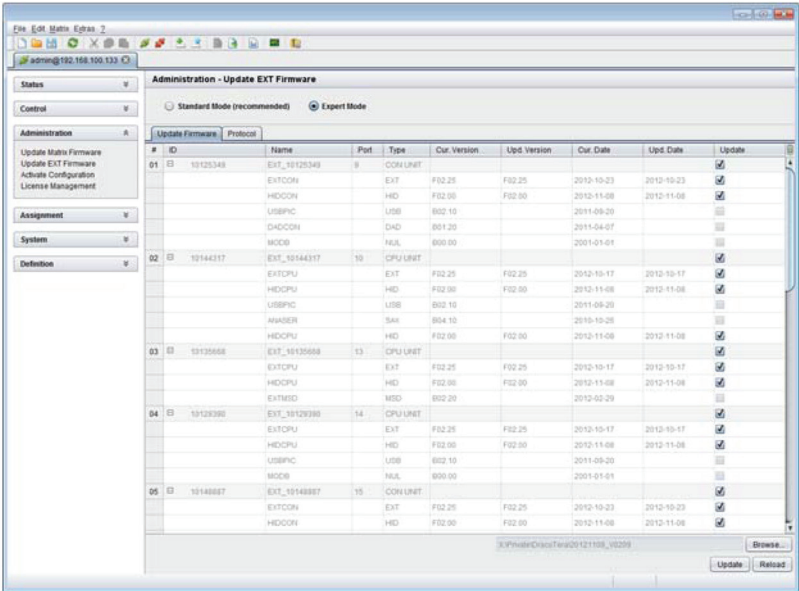 File Edit Matrix Extras ?
admin@192.168.100.133
Status
Control
Administration
Update Matrix Firmware
Update EXT Firmware
Activate Configuration
License Management
Assignment
System
Definition
Administration - Update EXT Firmware
Standard Mode (recommended) Expert Mode
Update Firmware Protocol
# ID Name Port Type Cur. Version Upd. Version Cur. Date Upd. Date Update
01 10125349 EXT_10125349 9 CON UNIT
EXTCON EXT F02.25 F02.25 2012-10-23 2012-10-23
HIDCON HID F02.00 F02.00 2012-11-08 2012-11-08
USBPIC USB B02.10 2011-09-20
DADCON DAD B01.20 2011-04-07
MODB NUL B00.00 2001-01-01
02 10144317 EXT_10144317 10 CPU UNIT
EXTCPU EXT F02.25 F02.25 2012-10-17 2012-10-17
HIDCPU HID F02.00 F02.00 2012-11-08 2012-11-08
USBPIC USB B02.10 2011-09-20
ANASER B04.10 2010-10-26
HIDCPU HID F02.00 F02.00 2012-11-08 2012-11-08
03 10135668 EXT_10135668 13 CPU UNIT
EXTCPU EXT F02.25 F02.25 2012-10-17 2012-10-17
HIDCPU HID F02.00 F02.00 2012-11-08 2012-11-08
EXTMSD MSD B02.20 2012-02-29
04 10129390 EXT_10129390 14 CPU UNIT
EXTCPU EXT F02.25 F02.25 2012-10-17 2012-10-17
HIDCPU HID F02.00 F02.00 2012-11-08 2012-11-08
USBPIC USB B02.10 2011-09-20
MODB NUL B00.00 2001-01-01
05 10148887 EXT_10148887 15 CON UNIT
EXTCON EXT F02.25 F02.25 2012-10-23 2012-10-23
HIDCON HID F02.00 F02.00 2012-11-08 2012-11-08
Browse...
Update Reload